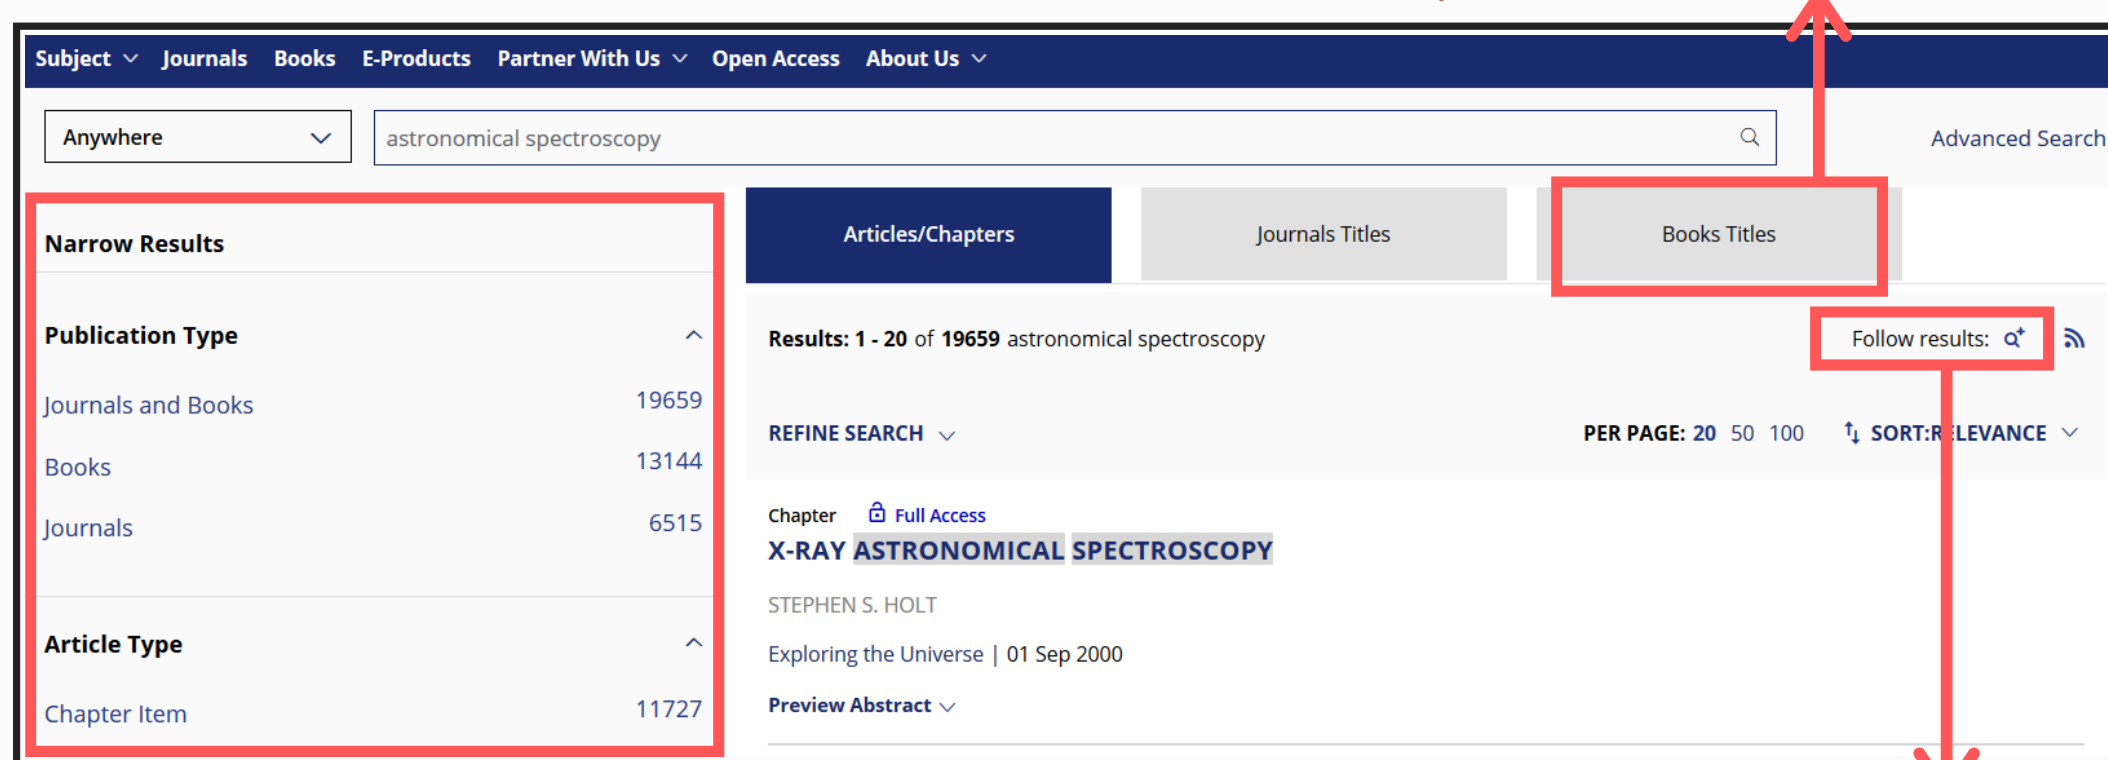 Subject Journals Books E-Products Partner With Us Open Access About Us
Anywhere astronomical spectroscopy Advanced Search
Narrow Results
Publication Type
Journals and Books 19659
Books 13144
Journals 6515
Article Type
Chapter Item 11727
Articles/Chapters Journals Titles Books Titles
Results: 1 - 20 of 19659 astronomical spectroscopy Follow results:
REFINE SEARCH PER PAGE: 20 50 100 SORT:RELEVANCE
Chapter Full Access
X-RAY ASTRONOMICAL SPECTROSCOPY
STEPHEN S. HOLT
Exploring the Universe | 01 Sep 2000
Preview Abstract